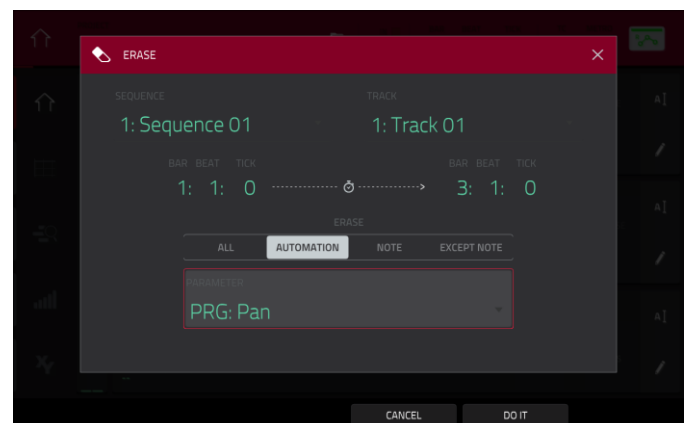 ERASE
SEQUENCE TRACK
1: Sequence 01 1: Track 01
BAR BEAT TICK BAR BEAT TICK
1: 1: 0 3: 1: 0
ERASE
ALL AUTOMATION NOTE EXCEPT NOTE
PARAMETER
PRG: Pan
CANCEL DO IT